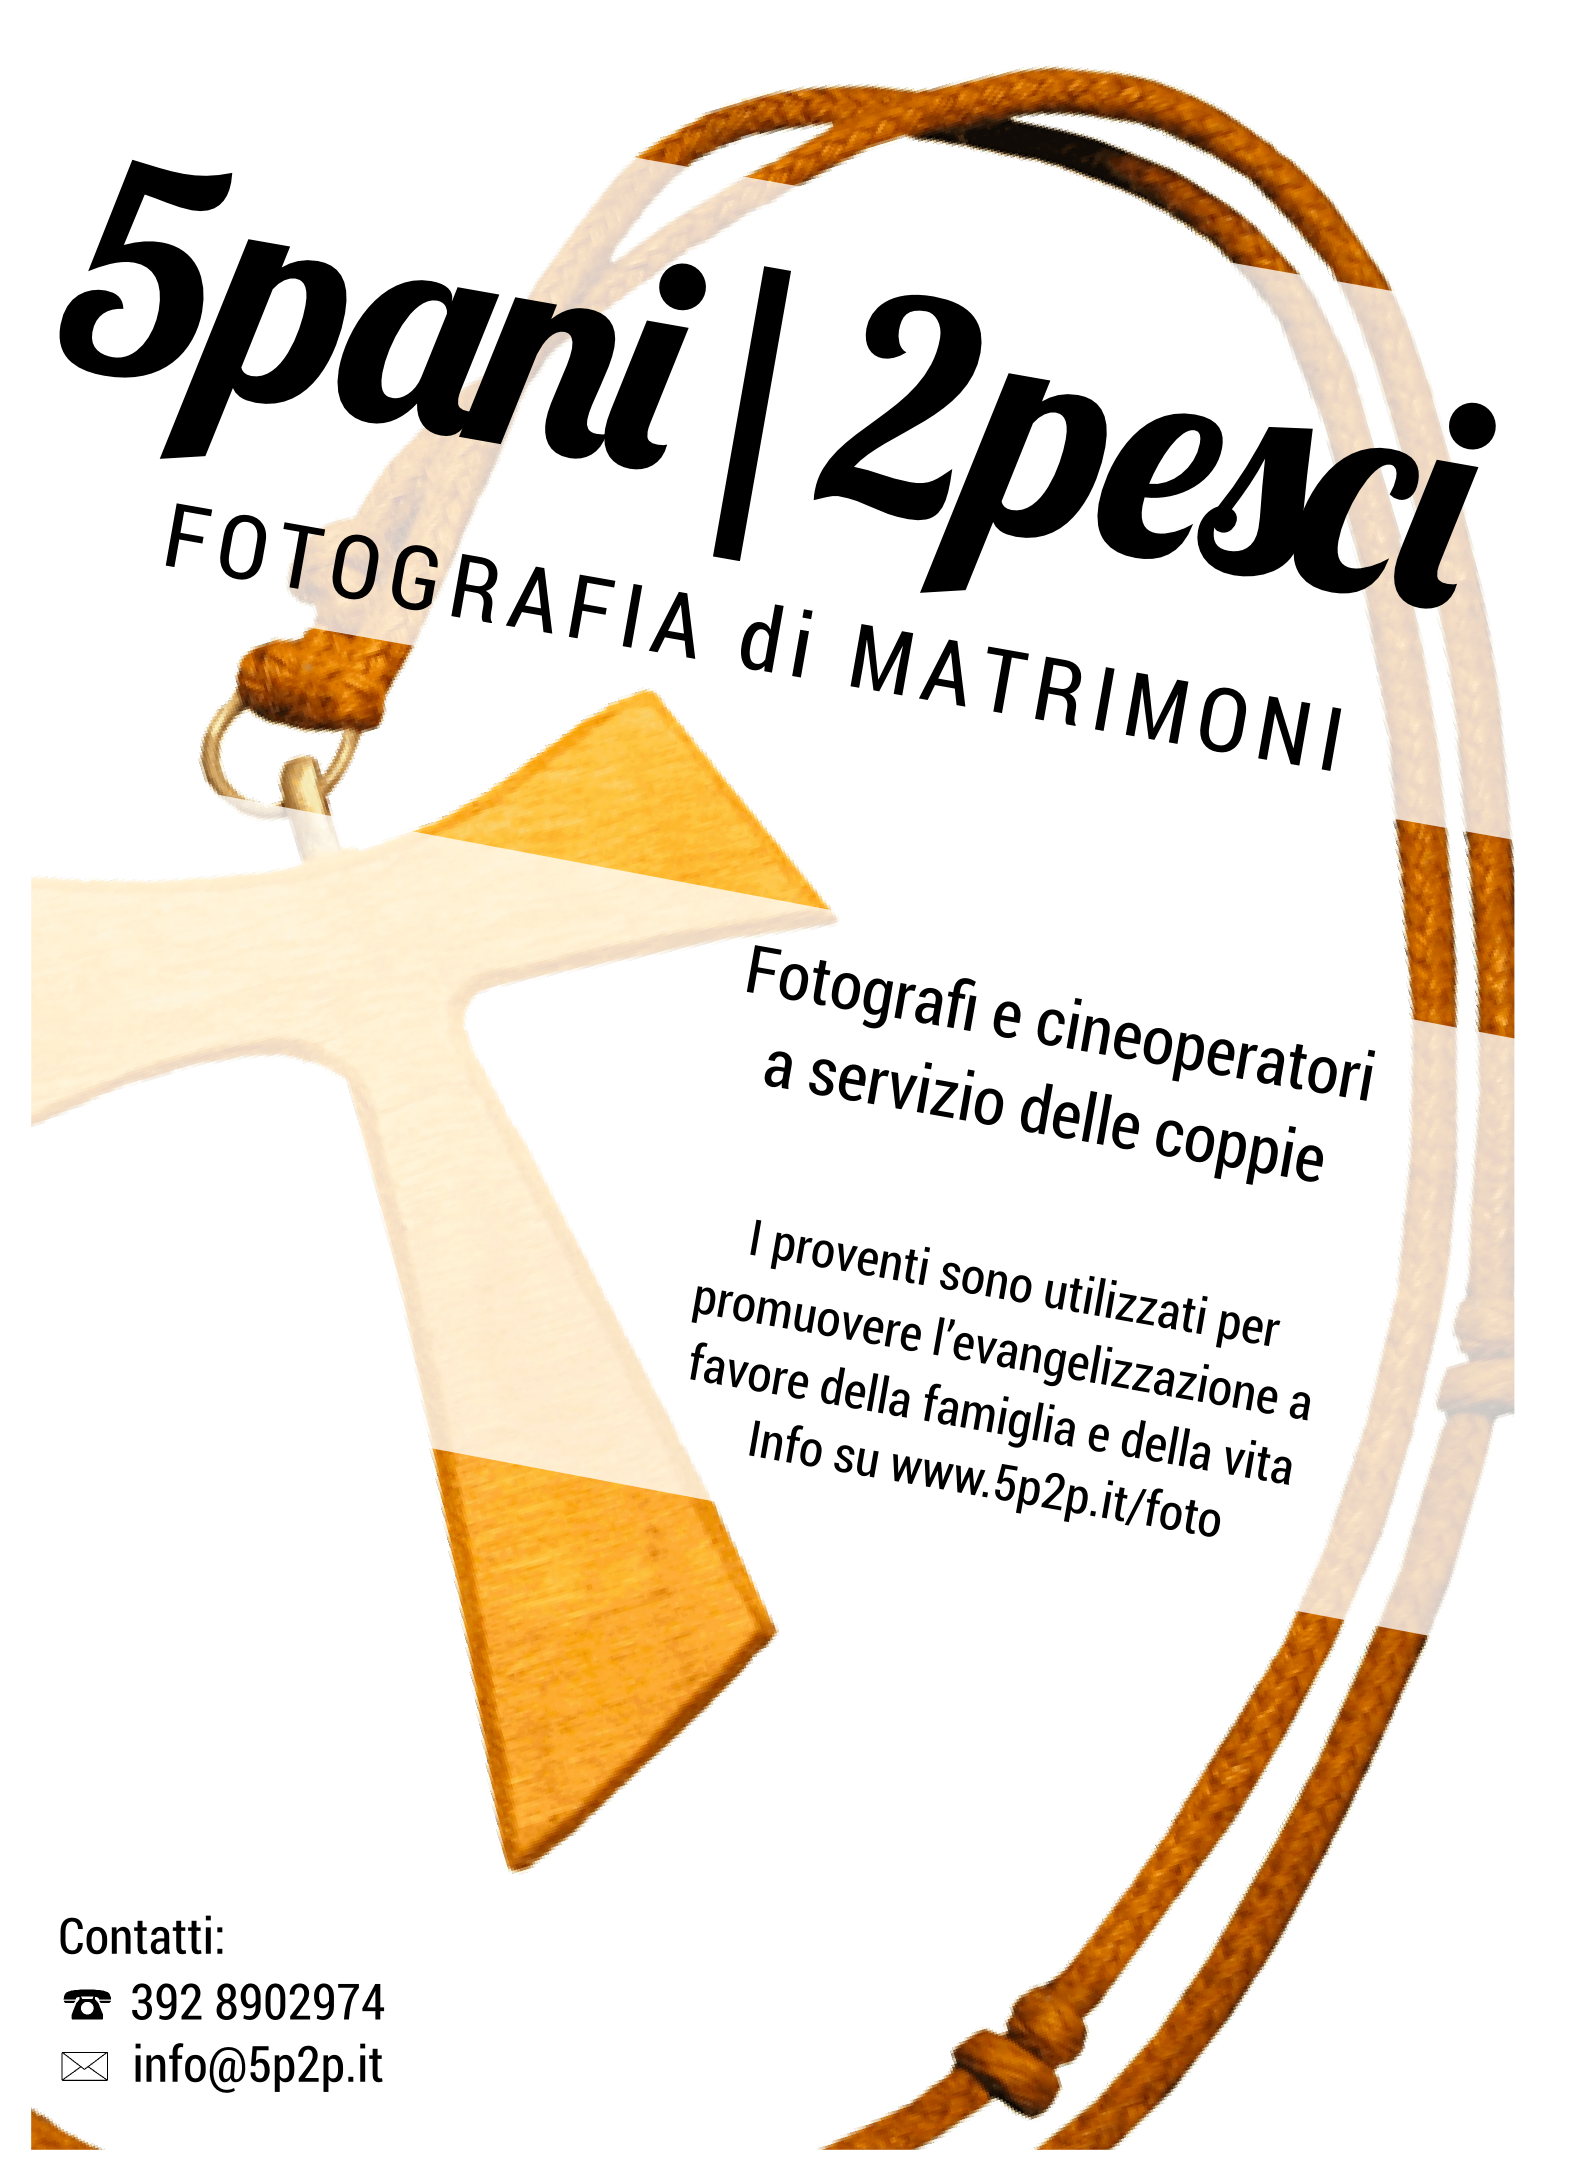 5pani | 2pesci
FOTOGRAFIA di MATRIMONI
Fotografi e cineoperatori
a servizio delle coppie
I proventi sono utilizzati per
promuovere l’evangelizzazione a
favore della famiglia e della vita
Info su www.5p2p.it/foto
Contatti:
☎ 392 8902974
✉ info@5p2p.it